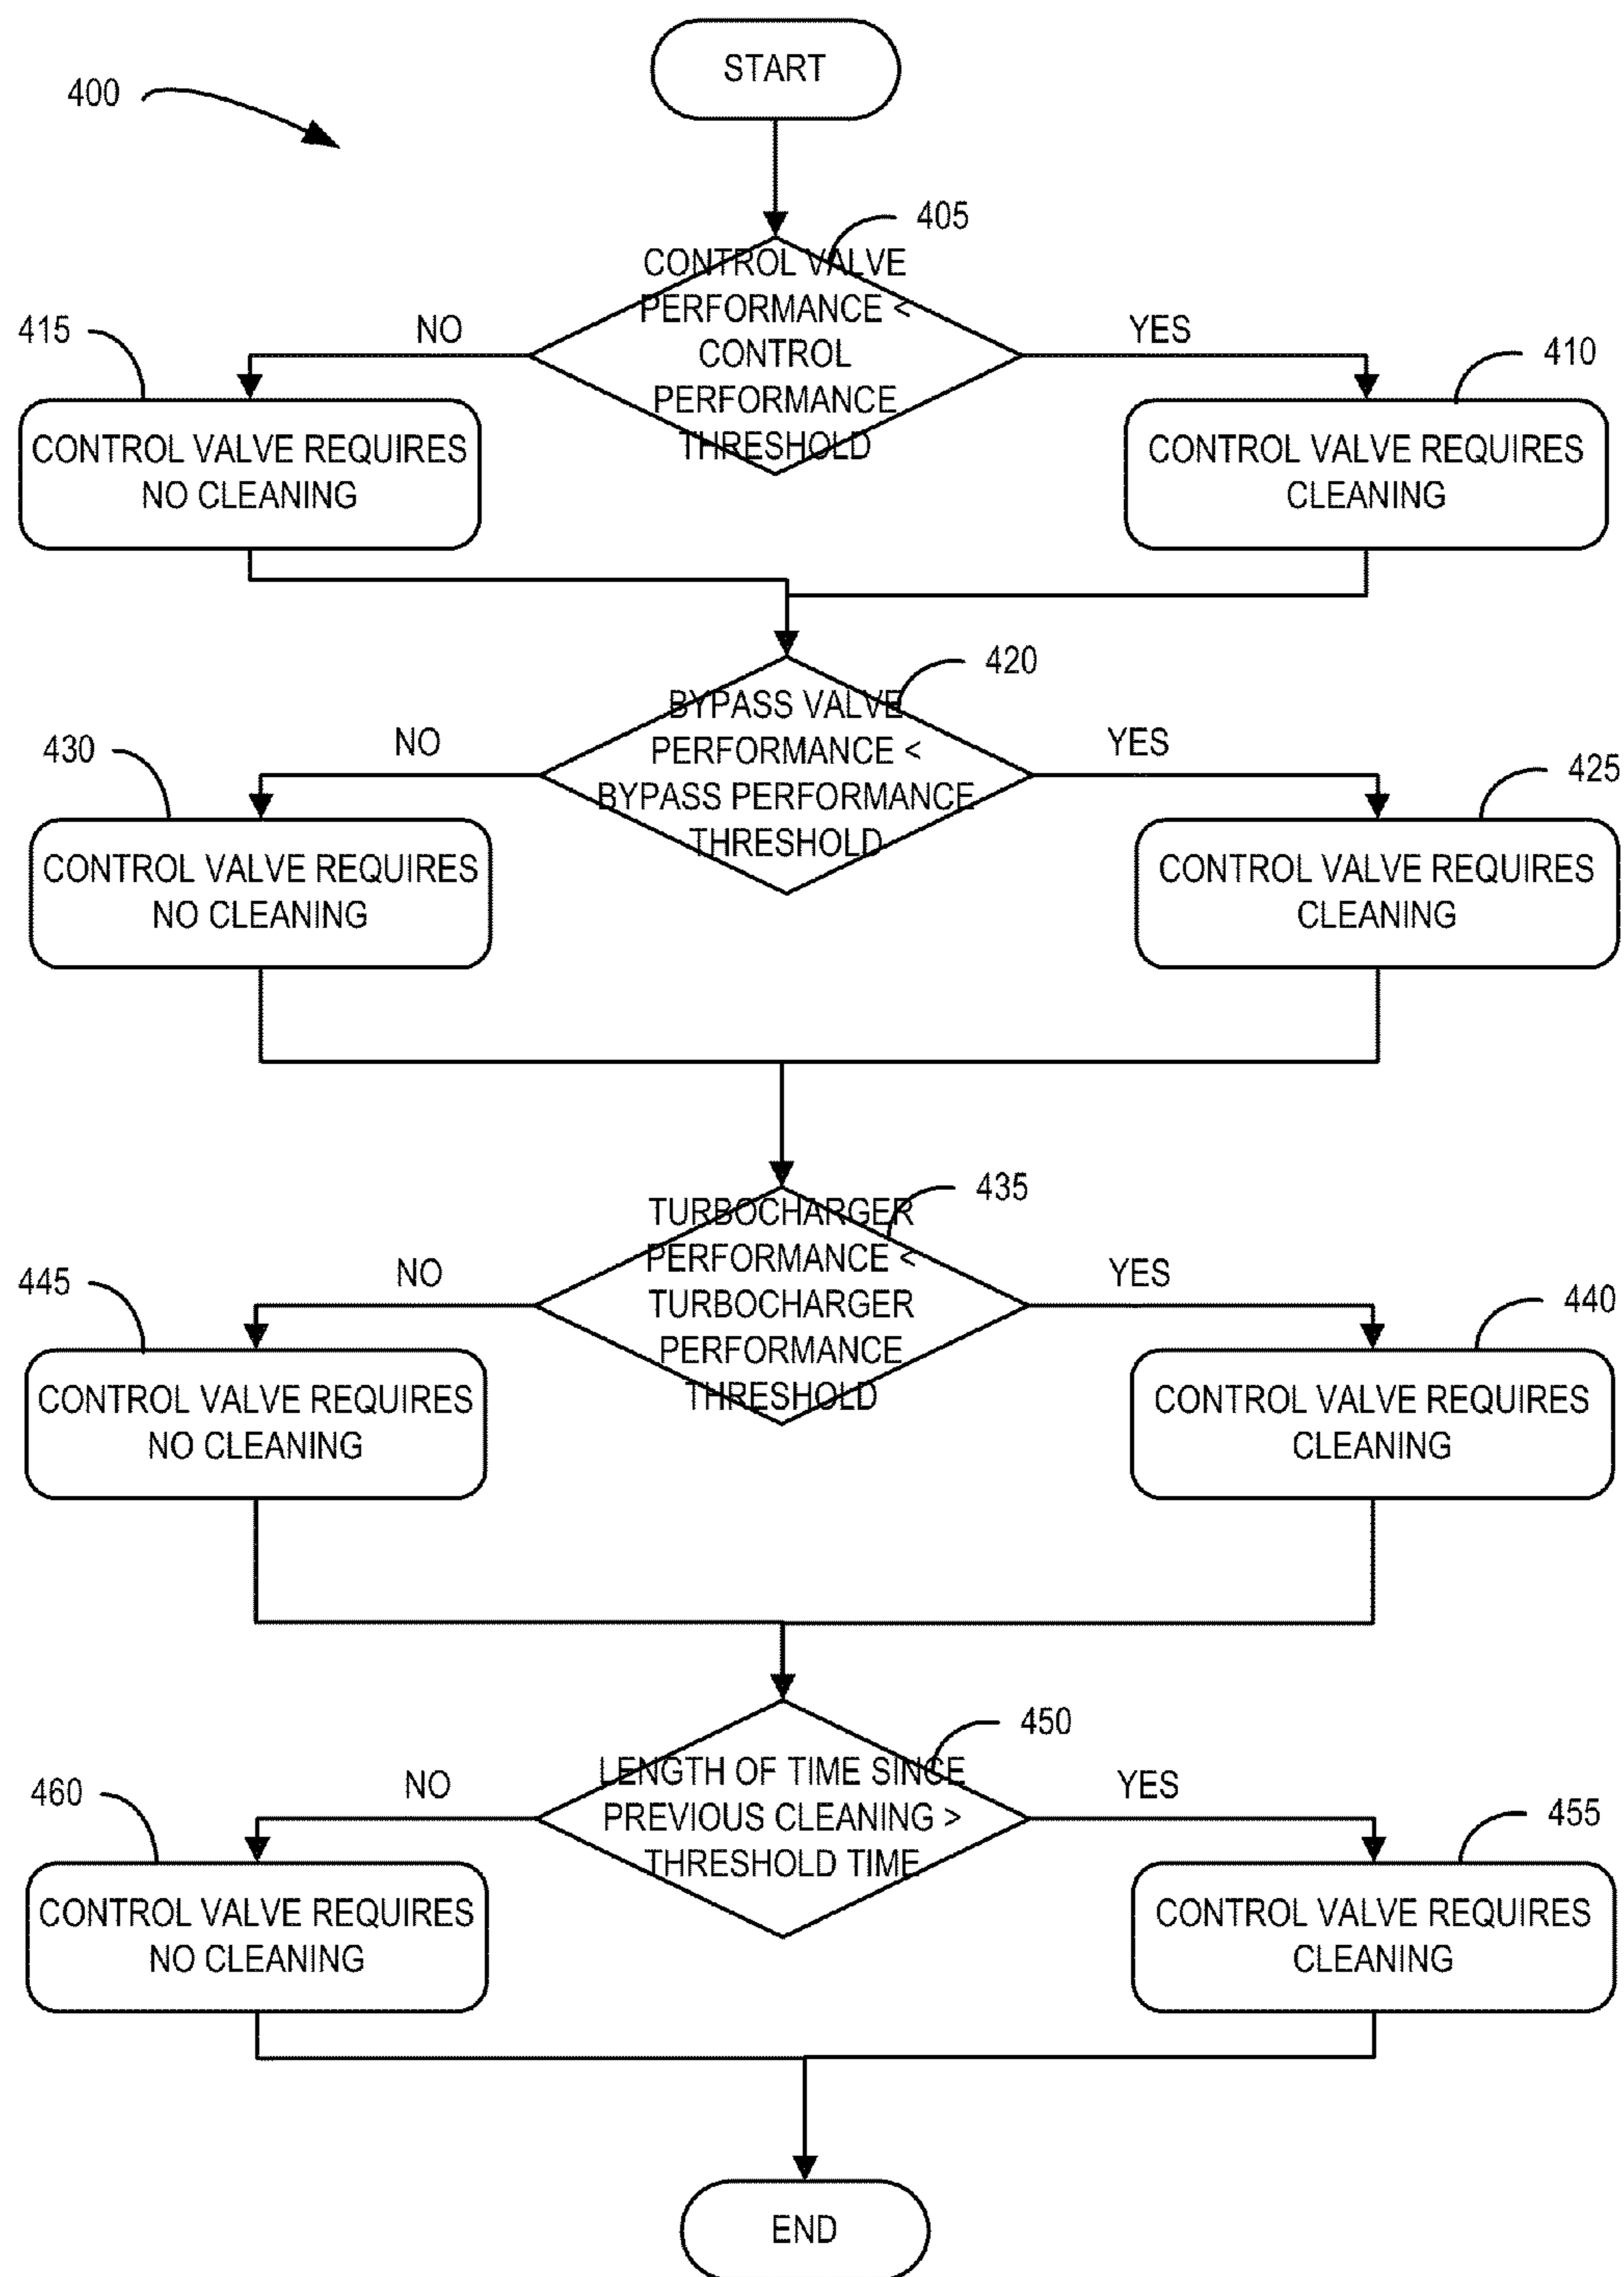 START
400
405
CONTROL VALVE
PERFORMANCE <
CONTROL
PERFORMANCE
THRESHOLD
NO
YES
415
410
CONTROL VALVE REQUIRES
NO CLEANING
CONTROL VALVE REQUIRES
CLEANING
420
BYPASS VALVE
PERFORMANCE <
BYPASS PERFORMANCE
THRESHOLD
NO
YES
430
425
CONTROL VALVE REQUIRES
NO CLEANING
CONTROL VALVE REQUIRES
CLEANING
435
TURBOCHARGER
PERFORMANCE <
TURBOCHARGER
PERFORMANCE
THRESHOLD
NO
YES
445
440
CONTROL VALVE REQUIRES
NO CLEANING
CONTROL VALVE REQUIRES
CLEANING
450
LENGTH OF TIME SINCE
PREVIOUS CLEANING >
THRESHOLD TIME
NO
YES
460
455
CONTROL VALVE REQUIRES
NO CLEANING
CONTROL VALVE REQUIRES
CLEANING
END